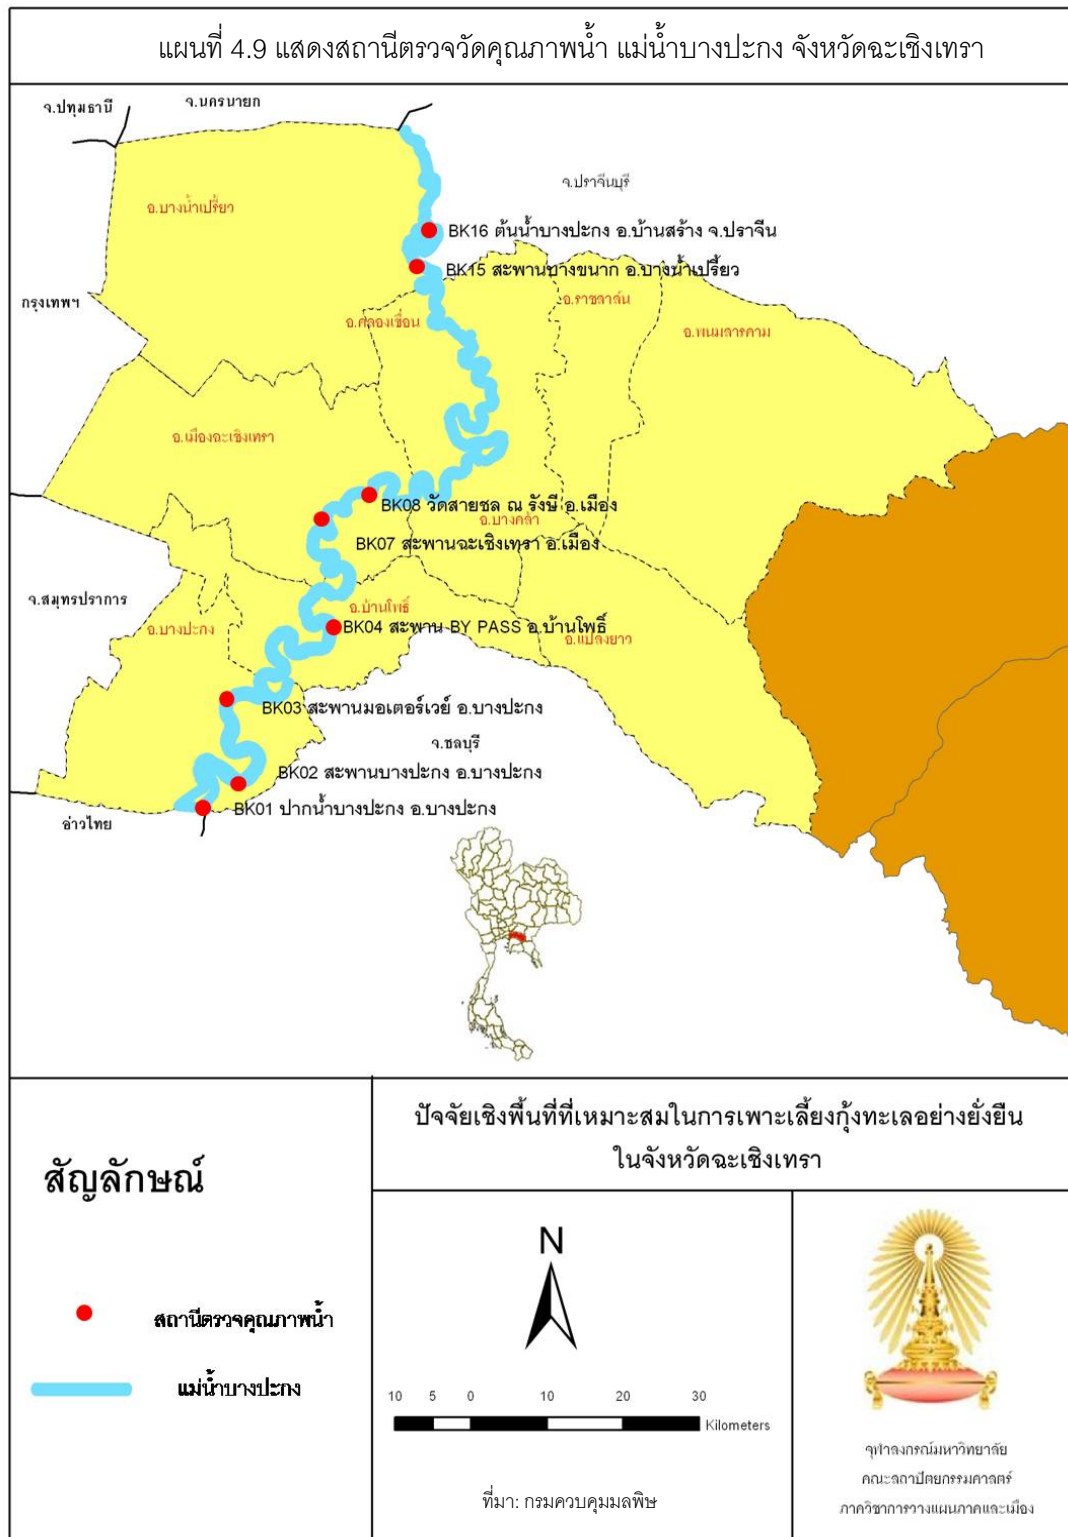 แผนที่ 4.9 แสดงสถานีตรวจวัดคุณภาพน้ำ แม่น้ำบางปะกง จังหวัดฉะเชิงเทรา
จ.ปทุมธานี
จ.นครนายก
จ.ปราจีนบุรี
อ.บางน้ำเปรี้ยว
BK16 ต้นน้ำบางปะกง อ.บ้านสร้าง จ.ปราจีน
BK15 สะพานบางขนาก อ.บางน้ำเปรี้ยว
กรุงเทพฯ
อ.คลองเขื่อน
อ.ราชสาส์น
อ.พนมสารคาม
อ.เมืองฉะเชิงเทรา
BK08 วัดสายชล ณ รังษี อ.เมือง
อ.บางคล้า
BK07 สะพานฉะเชิงเทรา อ.เมือง
จ.สมุทรปราการ
อ.บ้านโพธิ์
อ.บางปะกง
BK04 สะพาน BY PASS อ.บ้านโพธิ์
อ.แปลงยาว
BK03 สะพานมอเตอร์เวย์ อ.บางปะกง
จ.ชลบุรี
BK02 สะพานบางปะกง อ.บางปะกง
BK01 ปากน้ำบางปะกง อ.บางปะกง
อ่าวไทย
ปัจจัยเชิงพื้นที่ที่เหมาะสมในการเพาะเลี้ยงกุ้งทะเลอย่างยั่งยืน
ในจังหวัดฉะเชิงเทรา
สัญลักษณ์
สถานีตรวจคุณภาพน้ำ
แม่น้ำบางปะกง
N
10 5 0 10 20 30
Kilometers
ที่มา: กรมควบคุมมลพิษ
จุฬาลงกรณ์มหาวิทยาลัย
คณะสถาปัตยกรรมศาสตร์
ภาควิชาการวางแผนภาคและเมือง